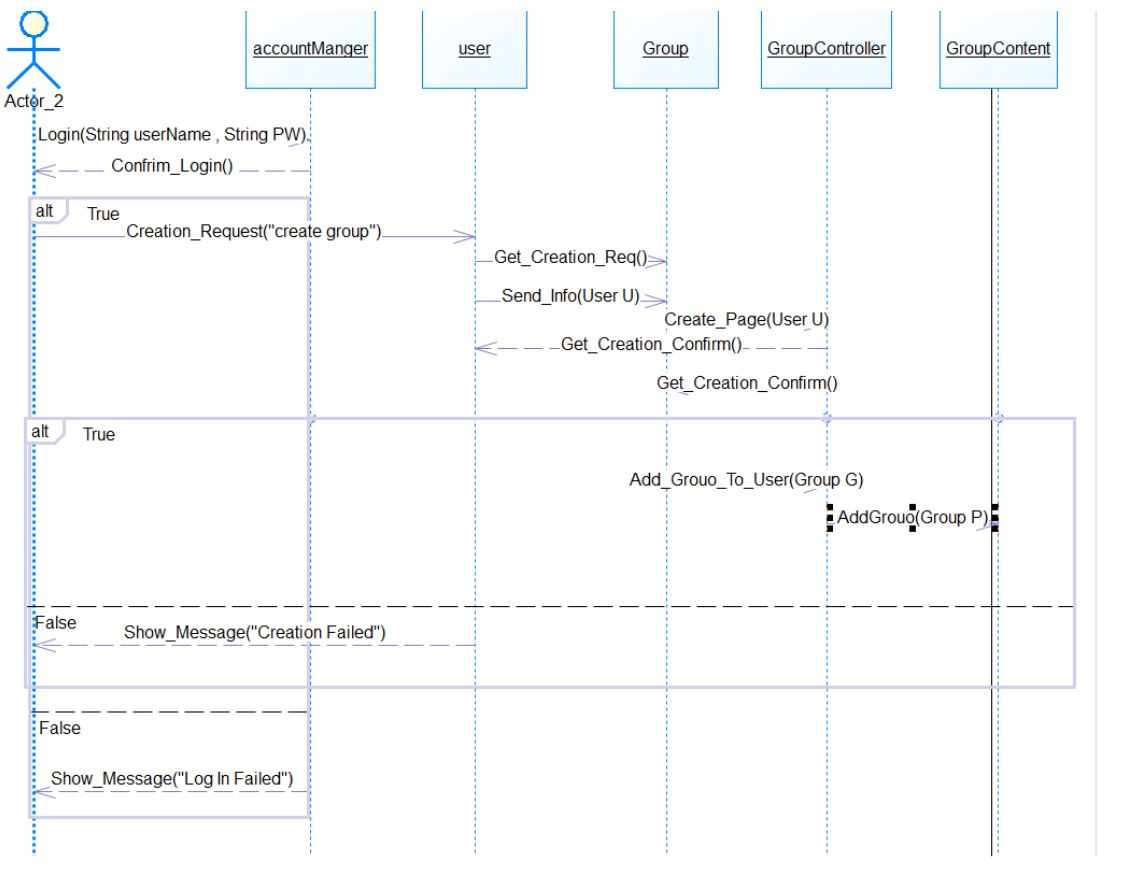 accountManger
user
Group
GroupController
GroupContent
Actor_2
Login(String userName , String PW)
Confrim_Login()
alt
True
Creation_Request("create group")
Get_Creation_Req()
Send_Info(User U)
Create_Page(User U)
Get_Creation_Confirm()
Get_Creation_Confirm()
alt
True
Add_Grouo_To_User(Group G)
AddGrouo(Group P)
False
Show_Message("Creation Failed")
False
Show_Message("Log In Failed")